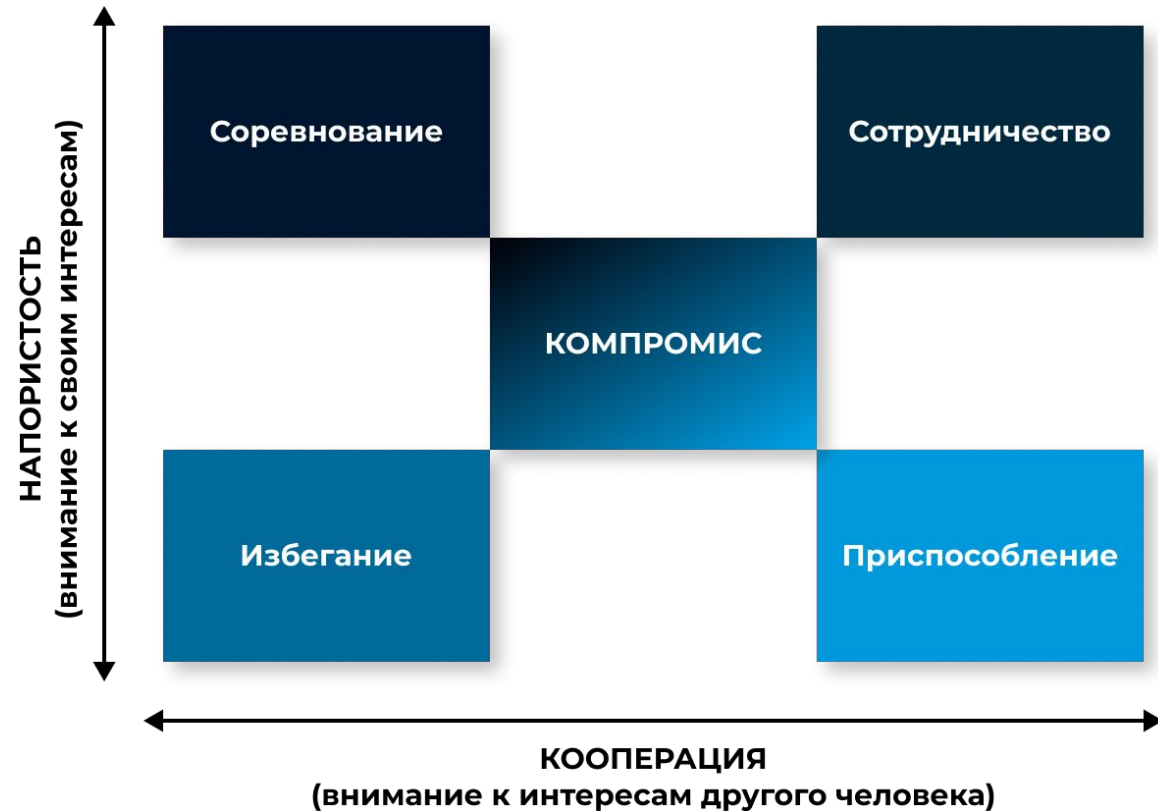 НАПОРИСТОСТЬ
(внимание к своим интересам)
Соревнование
Сотрудничество
КОМПРОМИС
Избегание
Приспособление
КООПЕРАЦИЯ
(внимание к интересам другого человека)